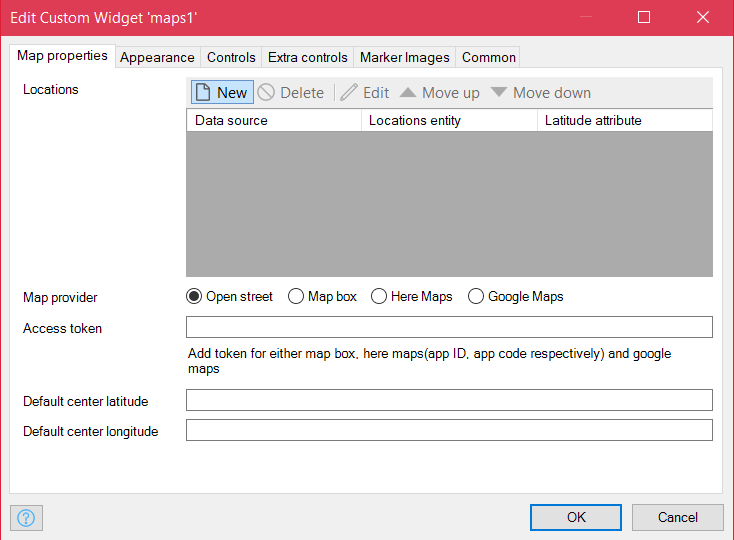 Edit Custom Widget 'maps1'
Map properties Appearance Controls Extra controls Marker Images Common
Locations New Delete Edit Move up Move down
Data source Locations entity Latitude attribute
Map provider Open street Map box Here Maps Google Maps
Access token
Add token for either map box, here maps(app ID, app code respectively) and google
maps
Default center latitude
Default center longitude
? OK Cancel